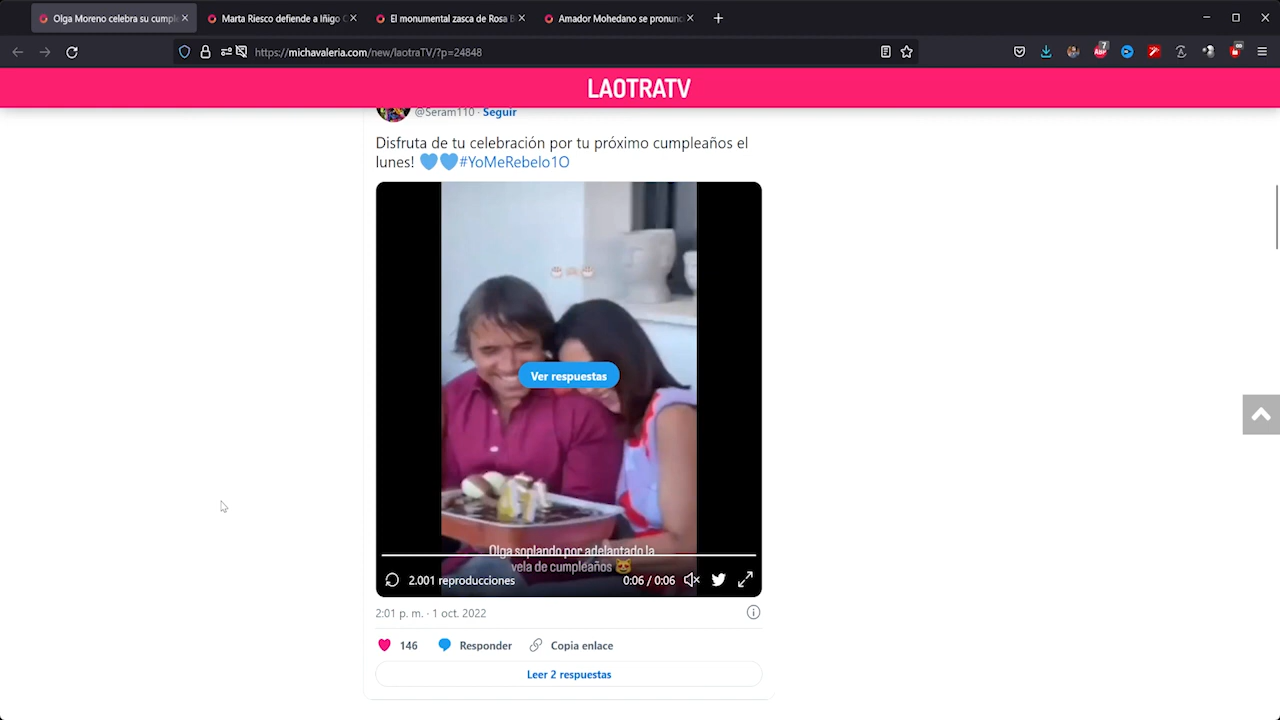 Olga Moreno celebra su cumple
Marta Riesco defiende a Iñigo
El monumental zasca de Rosa
Amador Mohedano se pronunc
https://michavaleria.com/new/laotraTV/?p=24848
LAOTRATV
@Seram110 · Seguir
Disfruta de tu celebración por tu próximo cumpleaños el
lunes! 💙💙#YoMeRebelo1O
Ver respuestas
Olga soplando por adelantado la
vela de cumpleaños 😺
2.001 reproducciones
0:06 / 0:06
2:01 p. m. · 1 oct. 2022
146
Responder
Copia enlace
Leer 2 respuestas